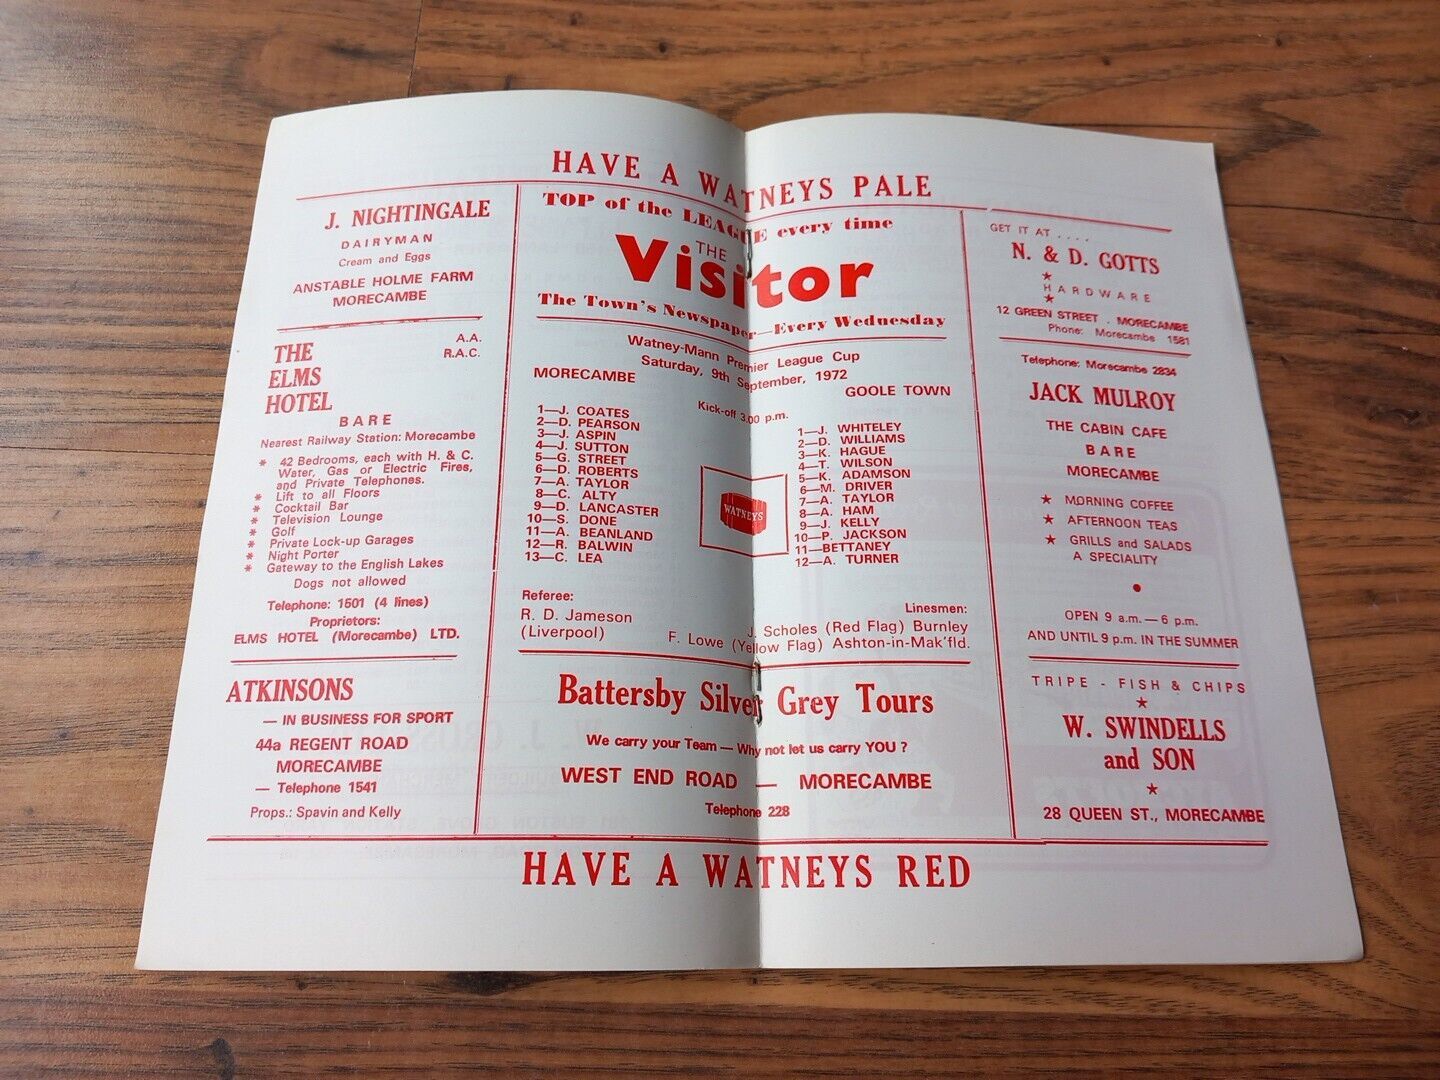 HAVE A WATNEYS PALE
J. NIGHTINGALE
DAIRYMAN
Cream and Eggs
ANSTABLE HOLME FARM
MORECAMBE
THE
ELMS
HOTEL
A.A.
R.A.C.
BARE
Nearest Railway Station: Morecambe
* 42 Bedrooms, each with H. & C.
Water, Gas or Electric Fires,
and Private Telephones.
* Lift to all Floors
* Cocktail Bar
* Television Lounge
* Golf
* Private Lock-up Garages
* Night Porter
* Gateway to the English Lakes
Dogs not allowed
Telephone: 1501 (4 lines)
Proprietors:
ELMS HOTEL (Morecambe) LTD.
ATKINSONS
— IN BUSINESS FOR SPORT
44a REGENT ROAD
MORECAMBE
— Telephone 1541
Props.: Spavin and Kelly
TOP of the LEAGUE every time
THE
Visitor
The Town's Newspaper—Every Wednesday
Watney-Mann Premier League Cup
Saturday, 9th September, 1972
MORECAMBE
GOOLE TOWN
Kick-off 3.00 p.m.
1—J. COATES
2—D. PEARSON
3—J. ASPIN
4—J. SUTTON
5—G. STREET
6—D. ROBERTS
7—A. TAYLOR
8—C. ALTY
9—D. LANCASTER
10—S. DONE
11—A. BEANLAND
12—R. BALWIN
13—C. LEA
WATNEYS
1—J. WHITELEY
2—D. WILLIAMS
3—K. HAGUE
4—T. WILSON
5—K. ADAMSON
6—M. DRIVER
7—A. TAYLOR
8—A. HAM
9—J. KELLY
10—P. JACKSON
11—BETTANEY
12—A. TURNER
Referee:
R. D. Jameson
(Liverpool)
Linesmen:
J. Scholes (Red Flag) Burnley
F. Lowe (Yellow Flag) Ashton-in-Mak'fld.
Battersby Silver Grey Tours
We carry your Team — Why not let us carry YOU ?
WEST END ROAD — MORECAMBE
Telephone 228
GET IT AT . . . .
N. & D. GOTTS
HARDWARE
12 GREEN STREET . MORECAMBE
Phone: Morecambe 1581
Telephone: Morecambe 2834
JACK MULROY
THE CABIN CAFE
BARE
MORECAMBE
★ MORNING COFFEE
★ AFTERNOON TEAS
★ GRILLS and SALADS
A SPECIALITY
OPEN 9 a.m. — 6 p.m.
AND UNTIL 9 p.m. IN THE SUMMER
TRIPE - FISH & CHIPS
W. SWINDELLS
and SON
28 QUEEN ST., MORECAMBE
HAVE A WATNEYS RED